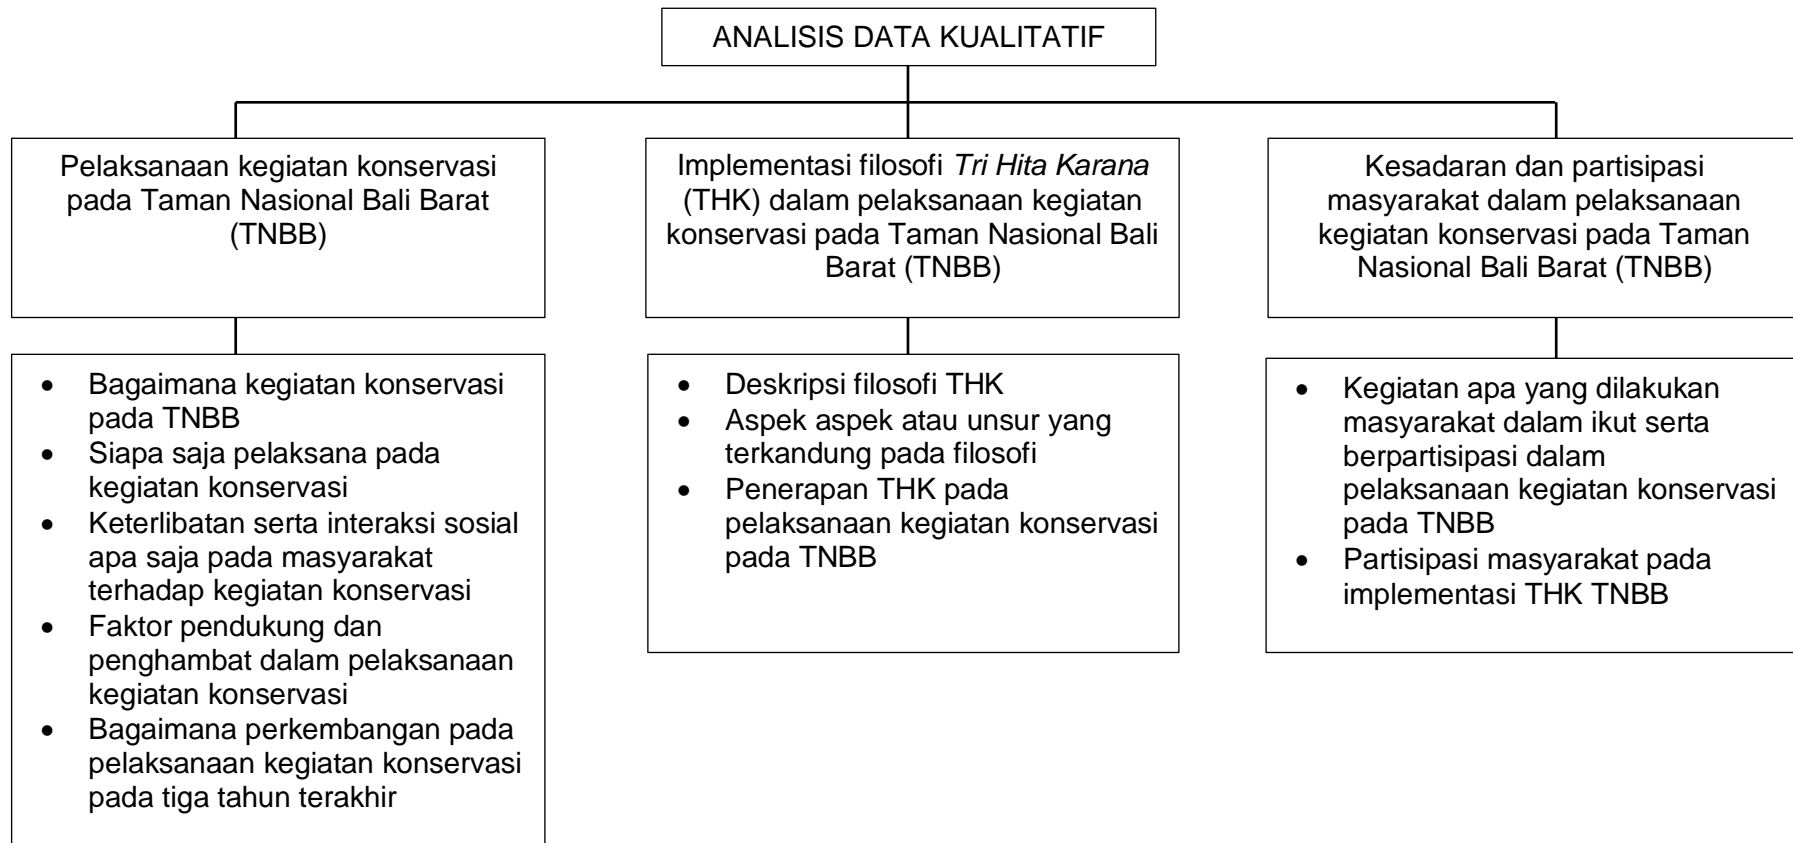 ANALISIS DATA KUALITATIF
Pelaksanaan kegiatan konservasi
pada Taman Nasional Bali Barat
(TNBB)
Implementasi filosofi Tri Hita Karana
(THK) dalam pelaksanaan kegiatan
konservasi pada Taman Nasional Bali
Barat (TNBB)
Kesadaran dan partisipasi
masyarakat dalam pelaksanaan
kegiatan konservasi pada Taman
Nasional Bali Barat (TNBB)
• Bagaimana kegiatan konservasi
pada TNBB
• Siapa saja pelaksana pada
kegiatan konservasi
• Keterlibatan serta interaksi sosial
apa saja pada masyarakat
terhadap kegiatan konservasi
• Faktor pendukung dan
penghambat dalam pelaksanaan
kegiatan konservasi
• Bagaimana perkembangan pada
pelaksanaan kegiatan konservasi
pada tiga tahun terakhir
• Deskripsi filosofi THK
• Aspek aspek atau unsur yang
terkandung pada filosofi
• Penerapan THK pada
pelaksanaan kegiatan konservasi
pada TNBB
• Kegiatan apa yang dilakukan
masyarakat dalam ikut serta
berpartisipasi dalam
pelaksanaan kegiatan konservasi
pada TNBB
• Partisipasi masyarakat pada
implementasi THK TNBB